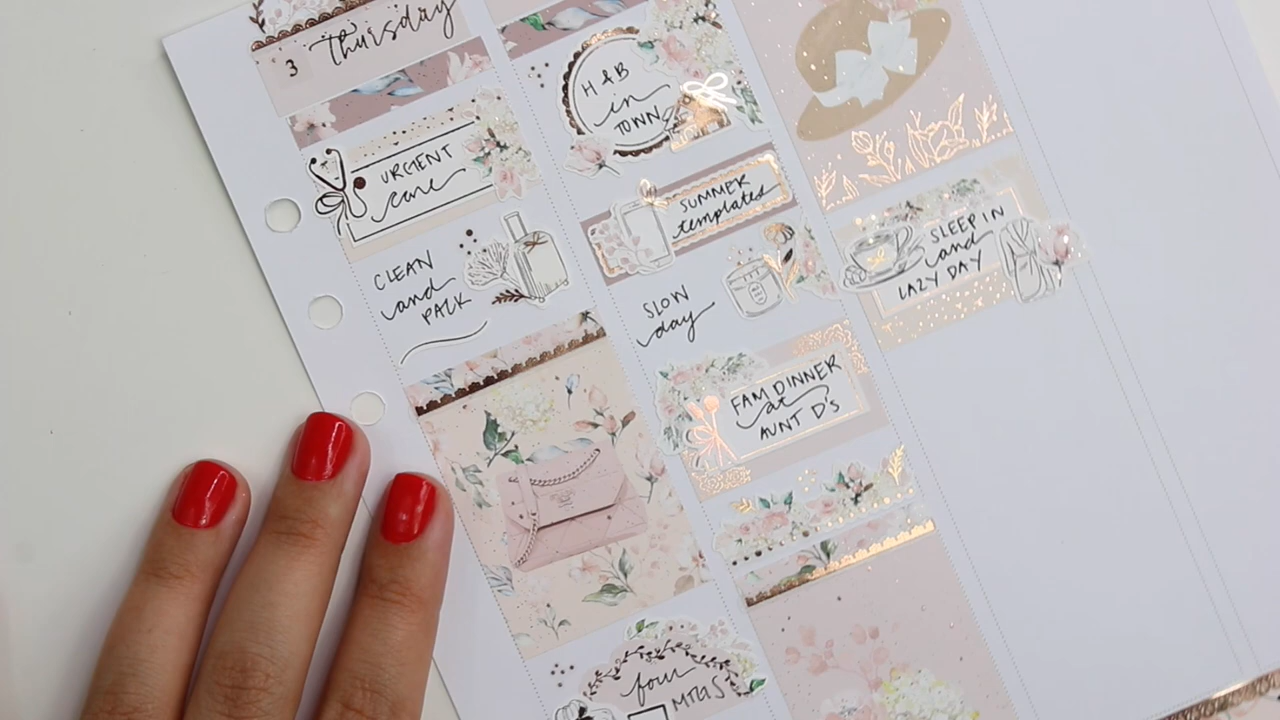 Thursday
3
URGENT
care
CLEAN
and
PACK
four
MTGS
H & B
in
TOWN
SUMMER
templates
SLOW
day
FAM DINNER
at
AUNT D'S
SLEEP IN
and
LAZY DAY